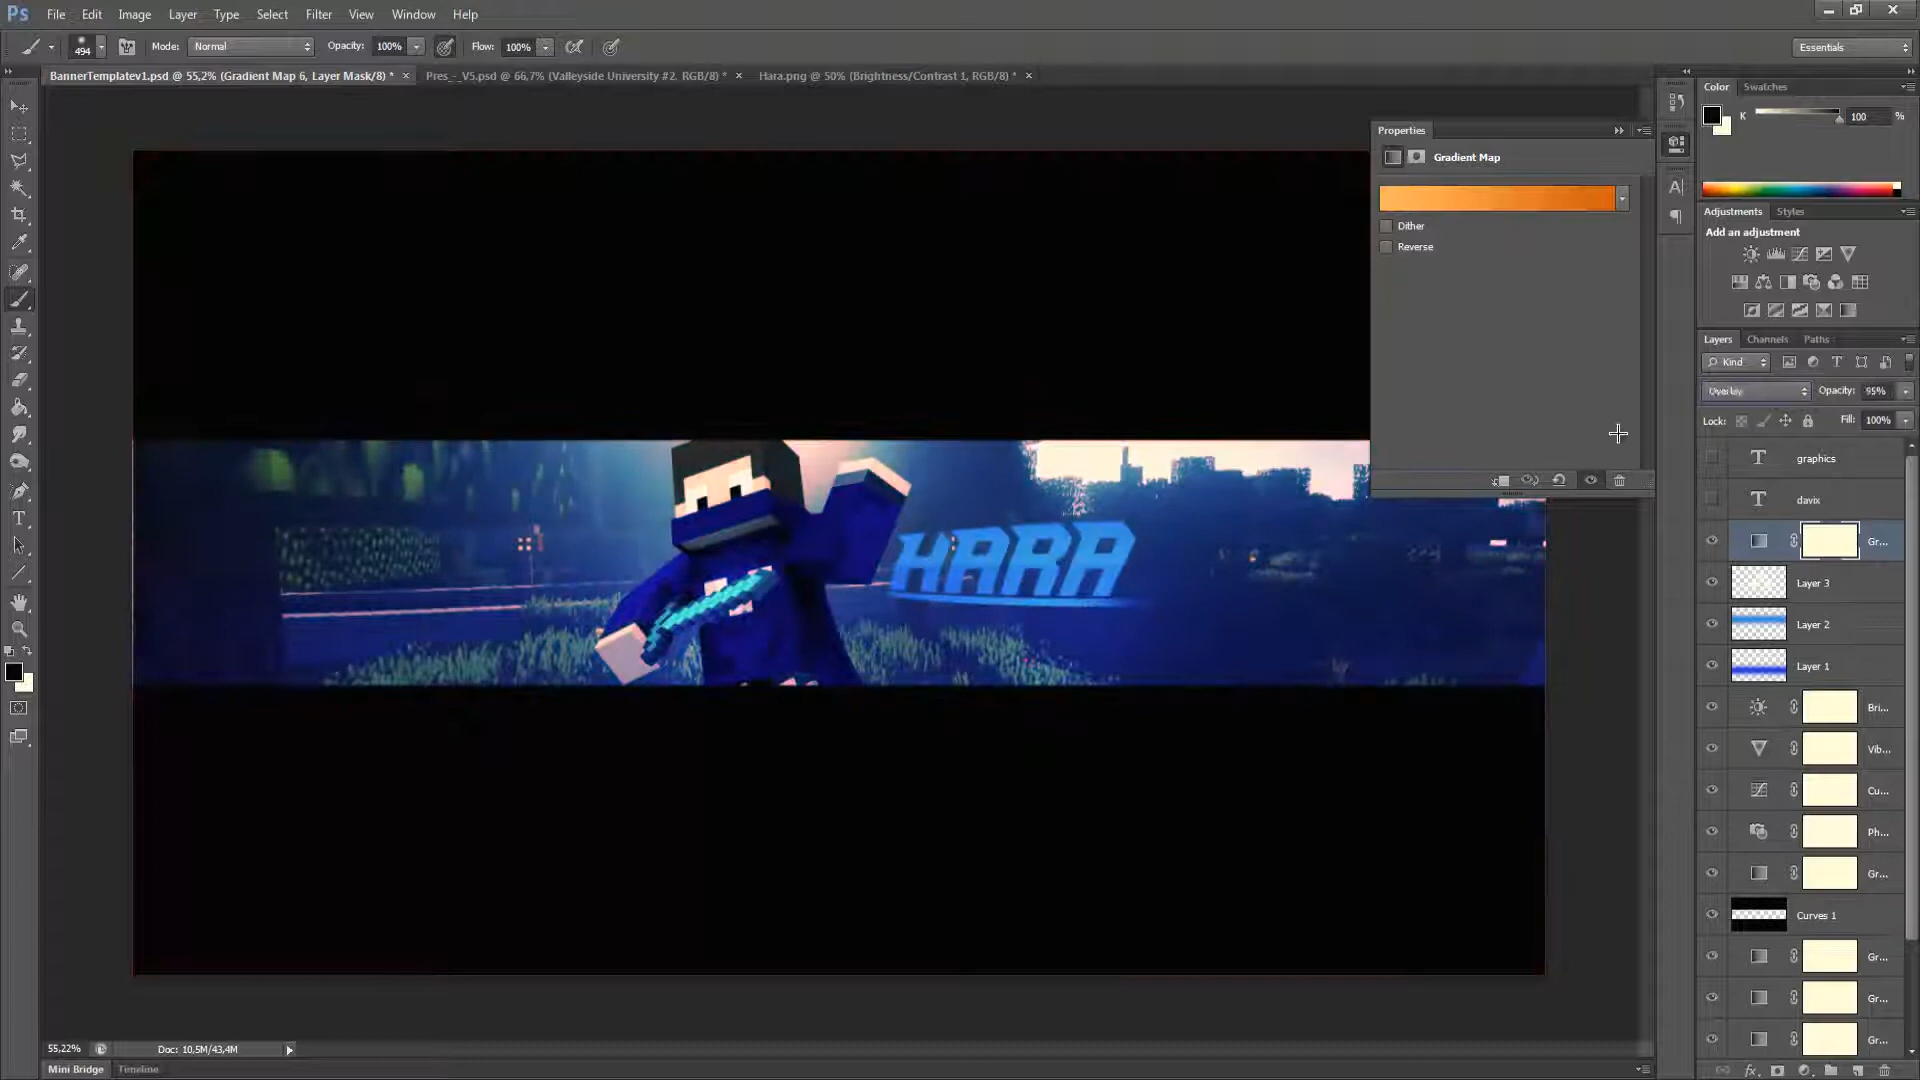 Ps File Edit Image Layer Type Select Filter View Window Help
494 Mode: Normal Opacity: 100% Flow: 100% Essentials
BannerTemplatev1.psd @ 55,2% (Gradient Map 6, Layer Mask/8) * × Pres_-_V5.psd @ 66,7% (Valleyside University #2, RGB/8) * × Hara.png @ 50% (Brightness/Contrast 1, RGB/8) * ×
Color Swatches
K 100 %
Properties
Gradient Map
Dither
Reverse
Adjustments Styles
Add an adjustment
Layers Channels Paths
Kind
Overlay Opacity: 95%
Lock: Fill: 100%
T graphics
T davix
Gr...
Layer 3
Layer 2
Layer 1
Bri...
Vib...
Cu...
Ph...
Gr...
Curves 1
Gr...
Gr...
Gr...
HARA
55,22% Doc: 10,5M/43,4M
Mini Bridge Timeline